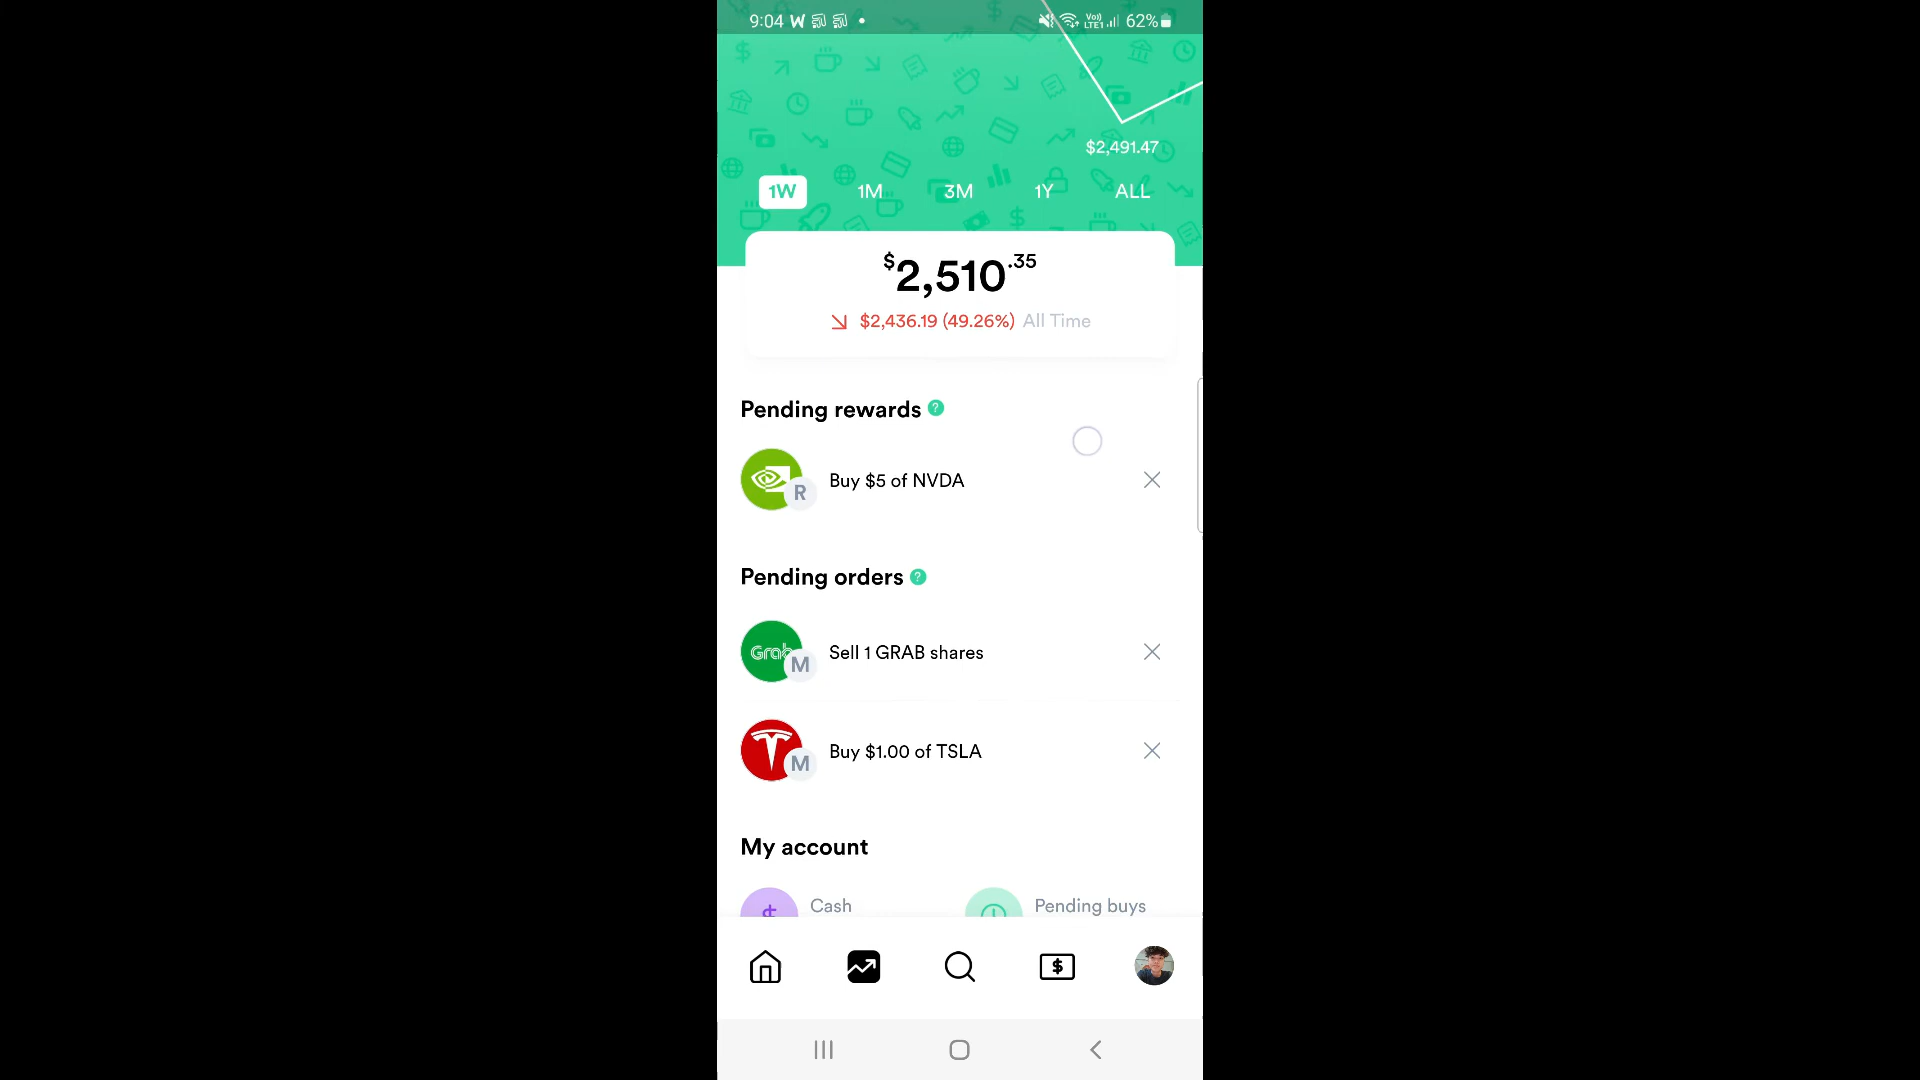 9:04 W
Vo)) LTE1 62%
$2,491.47
1W 1M 3M 1Y ALL
$2,510.35
$2,436.19 (49.26%) All Time
Pending rewards ?
R Buy $5 of NVDA
Pending orders ?
Grab M Sell 1 GRAB shares
M Buy $1.00 of TSLA
My account
Cash Pending buys